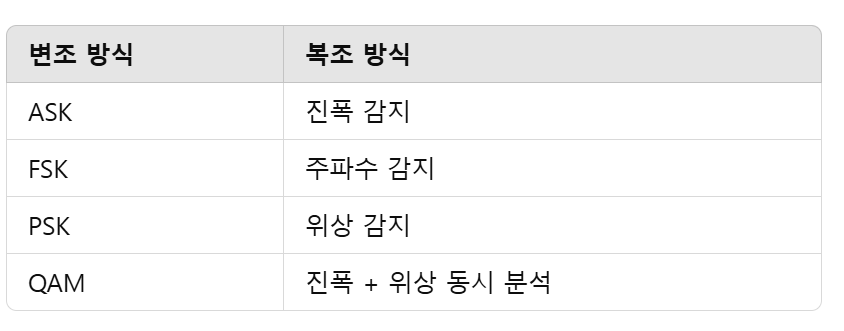 변조 방식 복조 방식
ASK 진폭 감지
FSK 주파수 감지
PSK 위상 감지
QAM 진폭 + 위상 동시 분석